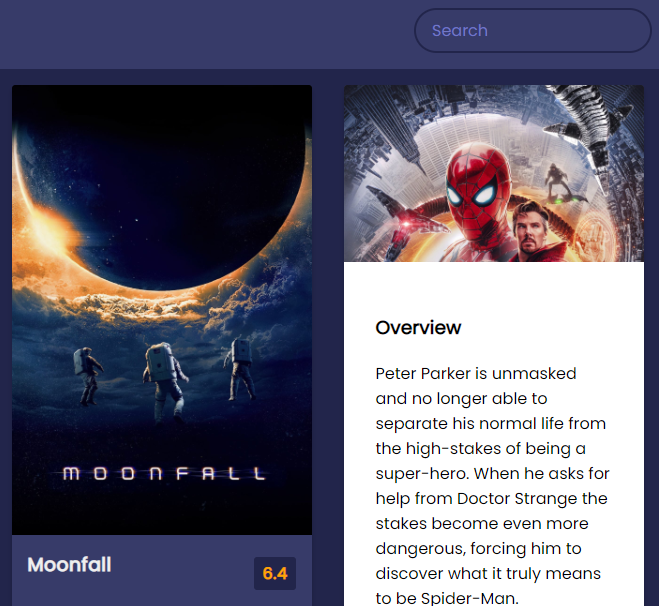 Search
MOONFALL
Moonfall
6.4
Overview
Peter Parker is unmasked
and no longer able to
separate his normal life from
the high-stakes of being a
super-hero. When he asks for
help from Doctor Strange the
stakes become even more
dangerous, forcing him to
discover what it truly means
to be Spider-Man.